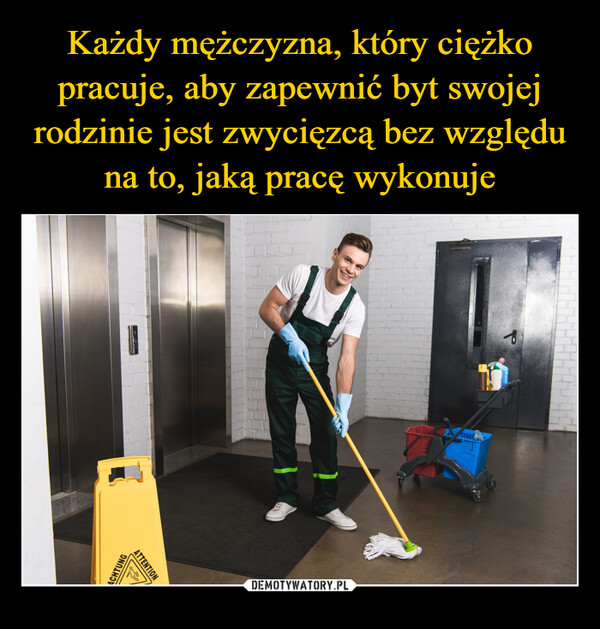 Każdy mężczyzna, który ciężko
pracuje, aby zapewnić byt swojej
rodzinie jest zwycięzcą bez względu
na to, jaką pracę wykonuje
ACHTUNG
ATTENTION
DEMOTYWATORY.PL